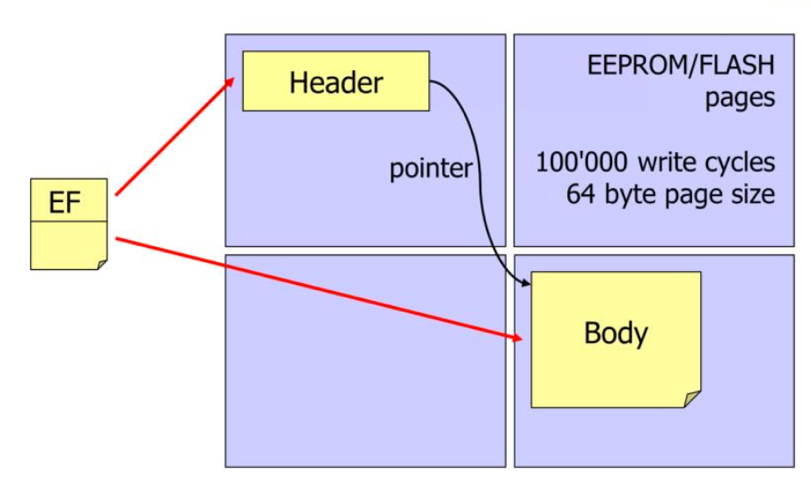 Header
EEPROM/FLASH
pages
pointer
100'000 write cycles
64 byte page size
EF
Body